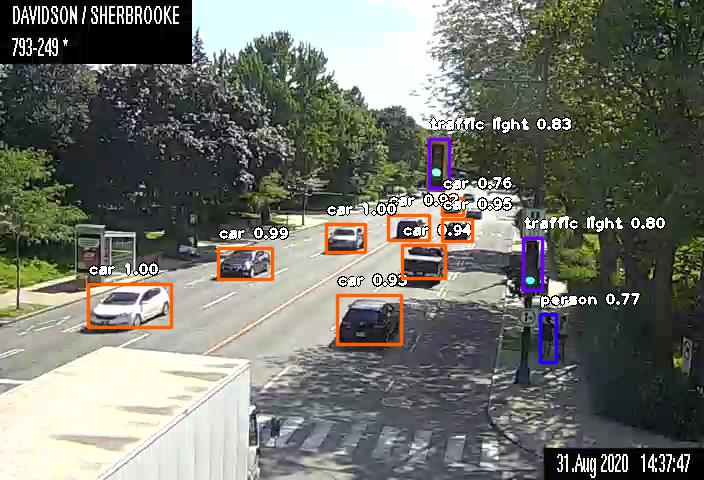 DAVIDSON / SHERBROOKE
793-249 *
traffic light 0.83
car 0.76
car 0.95
car 1.00
car 0.94
traffic light 0.80
car 0.99
car 1.00
car 0.93
person 0.77
31.Aug 2020 14:37:47